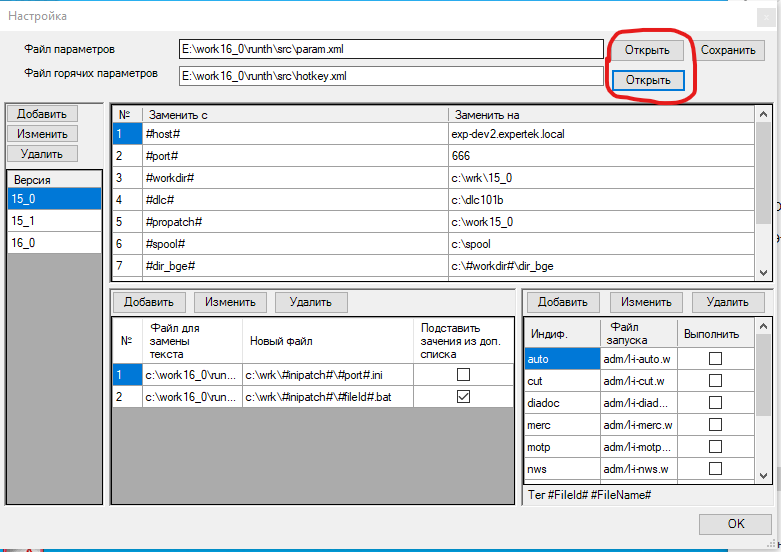 Настройка
Файл параметров E:\work16_0\runth\src\param.xml Открыть Сохранить
Файл горячих параметров E:\work16_0\runth\src\hotkey.xml Открыть
Добавить
Изменить
Удалить
Версия
15_0
15_1
16_0
№ Заменить с Заменить на
1 #host# exp-dev2.expertek.local
2 #port# 666
3 #workdir# c:\wrk\15_0
4 #dlc# c:\dlc101b
5 #propatch# c:\work15_0
6 #spool# c:\spool
7 #dir_bge# c:\#workdir#\dir_bge
Добавить Изменить Удалить
№ Файл для замены текста Новый файл Подставить зачения из доп. списка
1 c:\work16_0\run... c:\wrk\#inipatch#\#port#.ini
2 c:\work16_0\run... c:\wrk\#inipatch#\#fileId#.bat
Добавить Изменить Удалить
Индиф. Файл запуска Выполнить
auto adm/l-i-auto.w
cut adm/l-i-cut.w
diadoc adm/l-i-diad...
merc adm/l-i-merc.w
motp adm/l-i-motp...
nws adm/l-i-nws.w
Тег #FileId# #FileName#
OK